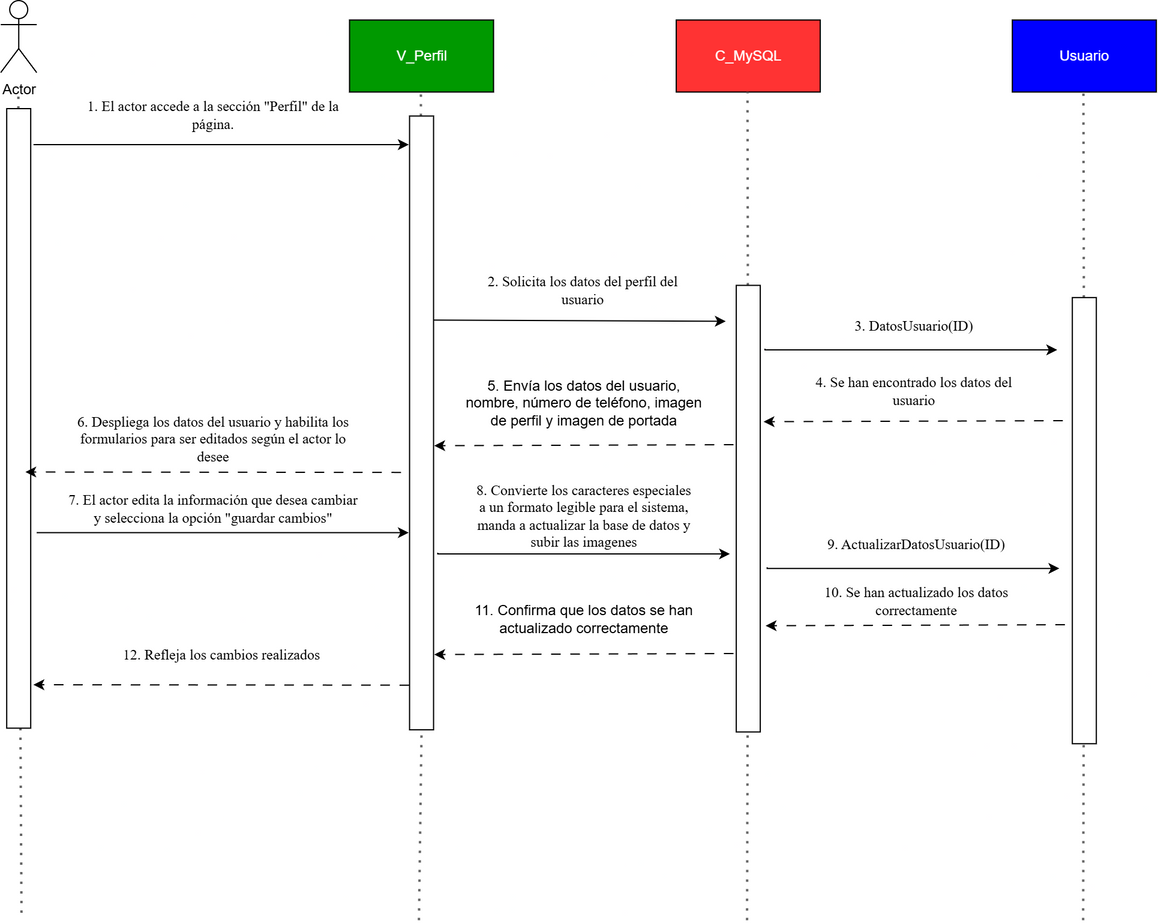 Actor
V_Perfil
C_MySQL
Usuario
1. El actor accede a la sección "Perfil" de la
página.
2. Solicita los datos del perfil del
usuario
3. DatosUsuario(ID)
4. Se han encontrado los datos del
usuario
5. Envía los datos del usuario,
nombre, número de teléfono, imagen
de perfil y imagen de portada
6. Despliega los datos del usuario y habilita los
formularios para ser editados según el actor lo
desee
7. El actor edita la información que desea cambiar
y selecciona la opción "guardar cambios"
8. Convierte los caracteres especiales
a un formato legible para el sistema,
manda a actualizar la base de datos y
subir las imagenes
9. ActualizarDatosUsuario(ID)
10. Se han actualizado los datos
correctamente
11. Confirma que los datos se han
actualizado correctamente
12. Refleja los cambios realizados